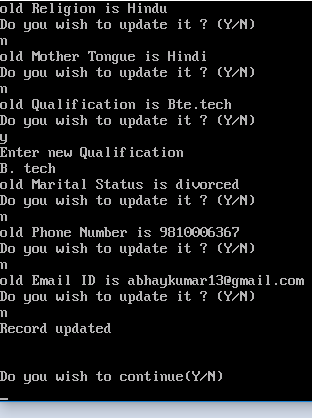 old Religion is Hindu
Do you wish to update it ? (Y/N)
n
old Mother Tongue is Hindi
Do you wish to update it ? (Y/N)
n
old Qualification is Bte.tech
Do you wish to update it ? (Y/N)
y
Enter new Qualification
B. tech
old Marital Status is divorced
Do you wish to update it ? (Y/N)
n
old Phone Number is 9810006367
Do you wish to update it ? (Y/N)
n
old Email ID is abhaykumar13@gmail.com
Do you wish to update it ? (Y/N)
n
Record updated
Do you wish to continue(Y/N)
_